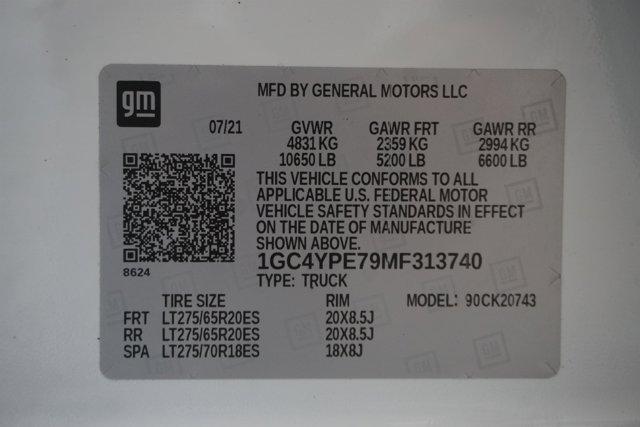 gm
MFD BY GENERAL MOTORS LLC
07/21 GVWR GAWR FRT GAWR RR
4831 KG 2359 KG 2994 KG
10650 LB 5200 LB 6600 LB
THIS VEHICLE CONFORMS TO ALL
APPLICABLE U.S. FEDERAL MOTOR
VEHICLE SAFETY STANDARDS IN EFFECT
ON THE DATE OF MANUFACTURE
SHOWN ABOVE.
8624
1GC4YPE79MF313740
TYPE: TRUCK
TIRE SIZE RIM MODEL: 90CK20743
FRT LT275/65R20ES 20X8.5J
RR LT275/65R20ES 20X8.5J
SPA LT275/70R18ES 18X8J